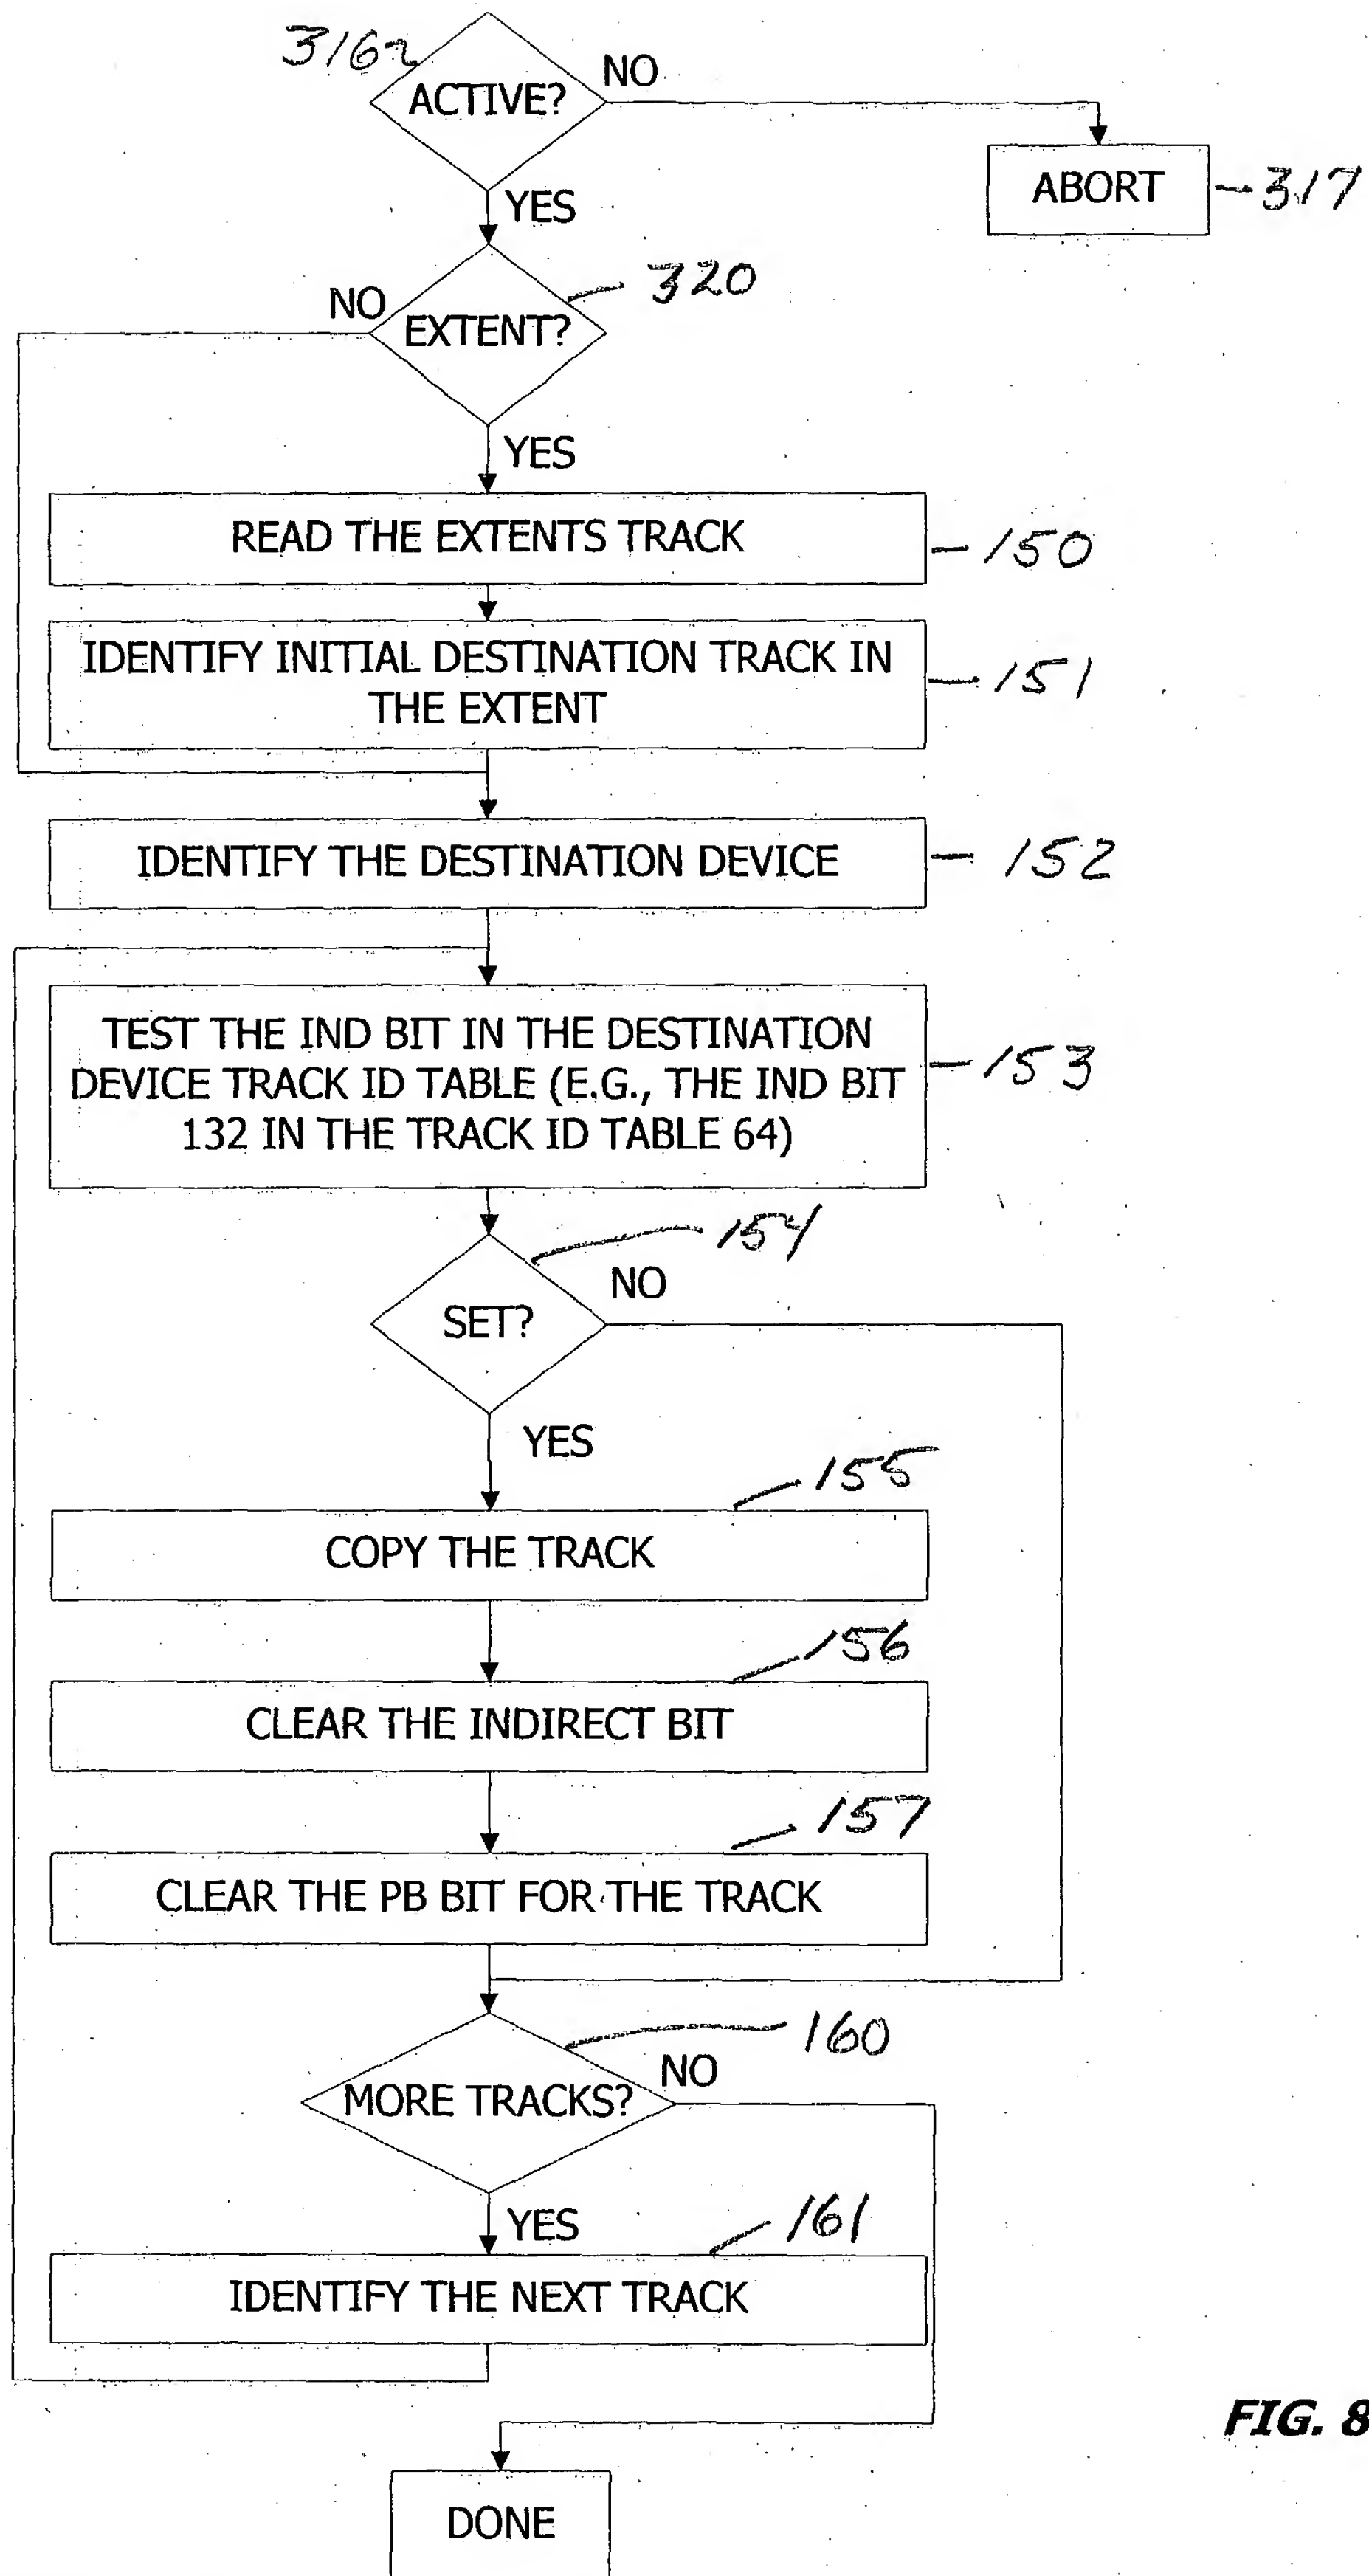 316
ACTIVE?
NO
ABORT
317
YES
320
NO
EXTENT?
YES
READ THE EXTENTS TRACK
150
IDENTIFY INITIAL DESTINATION TRACK IN
THE EXTENT
151
IDENTIFY THE DESTINATION DEVICE
152
TEST THE IND BIT IN THE DESTINATION
DEVICE TRACK ID TABLE (E.G., THE IND BIT
132 IN THE TRACK ID TABLE 64)
153
154
NO
SET?
YES
155
COPY THE TRACK
156
CLEAR THE INDIRECT BIT
157
CLEAR THE PB BIT FOR THE TRACK
160
NO
MORE TRACKS?
YES
161
IDENTIFY THE NEXT TRACK
FIG. 8
DONE